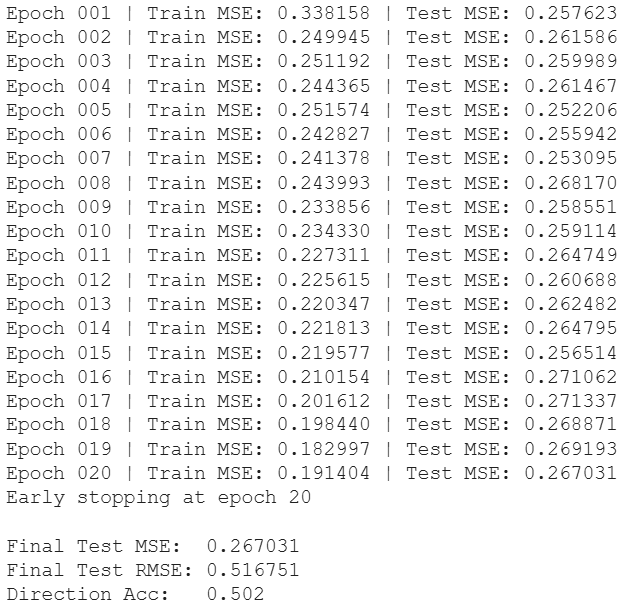 Epoch 001 | Train MSE: 0.338158 | Test MSE: 0.257623
Epoch 002 | Train MSE: 0.249945 | Test MSE: 0.261586
Epoch 003 | Train MSE: 0.251192 | Test MSE: 0.259989
Epoch 004 | Train MSE: 0.244365 | Test MSE: 0.261467
Epoch 005 | Train MSE: 0.251574 | Test MSE: 0.252206
Epoch 006 | Train MSE: 0.242827 | Test MSE: 0.255942
Epoch 007 | Train MSE: 0.241378 | Test MSE: 0.253095
Epoch 008 | Train MSE: 0.243993 | Test MSE: 0.268170
Epoch 009 | Train MSE: 0.233856 | Test MSE: 0.258551
Epoch 010 | Train MSE: 0.234330 | Test MSE: 0.259114
Epoch 011 | Train MSE: 0.227311 | Test MSE: 0.264749
Epoch 012 | Train MSE: 0.225615 | Test MSE: 0.260688
Epoch 013 | Train MSE: 0.220347 | Test MSE: 0.262482
Epoch 014 | Train MSE: 0.221813 | Test MSE: 0.264795
Epoch 015 | Train MSE: 0.219577 | Test MSE: 0.256514
Epoch 016 | Train MSE: 0.210154 | Test MSE: 0.271062
Epoch 017 | Train MSE: 0.201612 | Test MSE: 0.271337
Epoch 018 | Train MSE: 0.198440 | Test MSE: 0.268871
Epoch 019 | Train MSE: 0.182997 | Test MSE: 0.269193
Epoch 020 | Train MSE: 0.191404 | Test MSE: 0.267031
Early stopping at epoch 20
Final Test MSE:  0.267031
Final Test RMSE: 0.516751
Direction Acc:   0.502